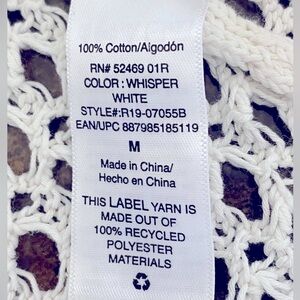 100% Cotton/Algodón
RN# 52469 01R
COLOR : WHISPER
WHITE
STYLE#:R19-07055B
EAN/UPC 887985185119
M
Made in China/
Hecho en China
THIS LABEL YARN IS
MADE OUT OF
100% RECYCLED
POLYESTER
MATERIALS